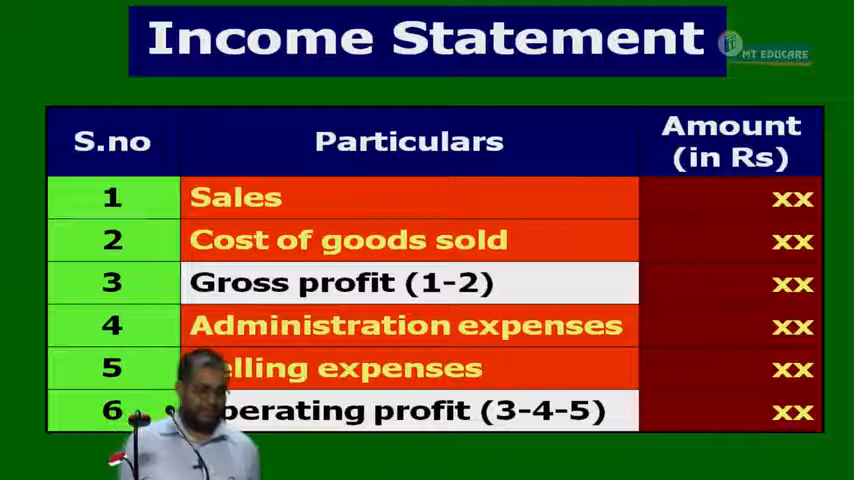 Income Statement
MT EDUCARE
S.no Particulars Amount (in Rs)
1 Sales xx
2 Cost of goods sold xx
3 Gross profit (1-2) xx
4 Administration expenses xx
5 expenses xx
6 profit (3-4-5) xx